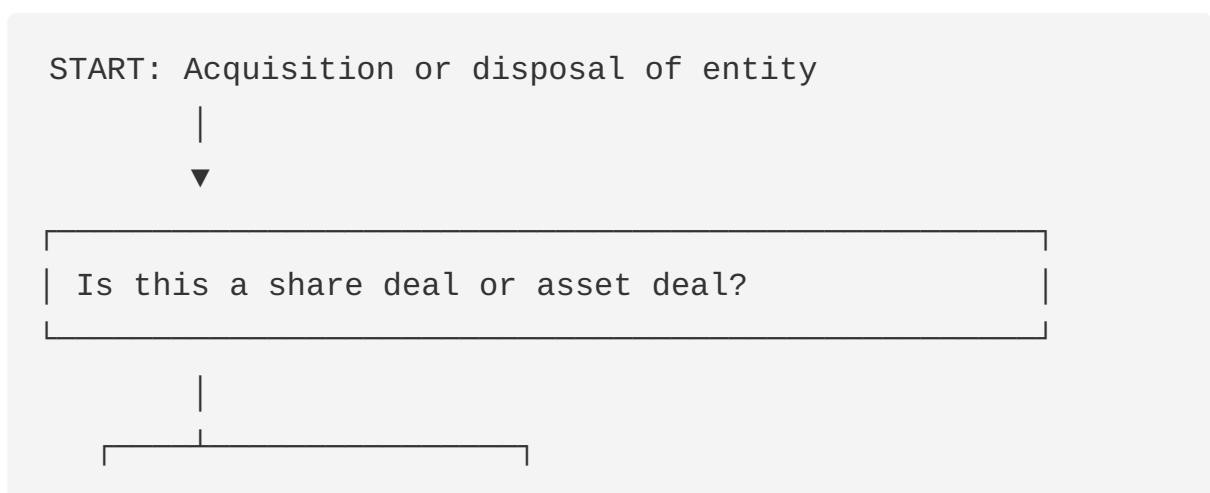 START: Acquisition or disposal of entity
Is this a share deal or asset deal?